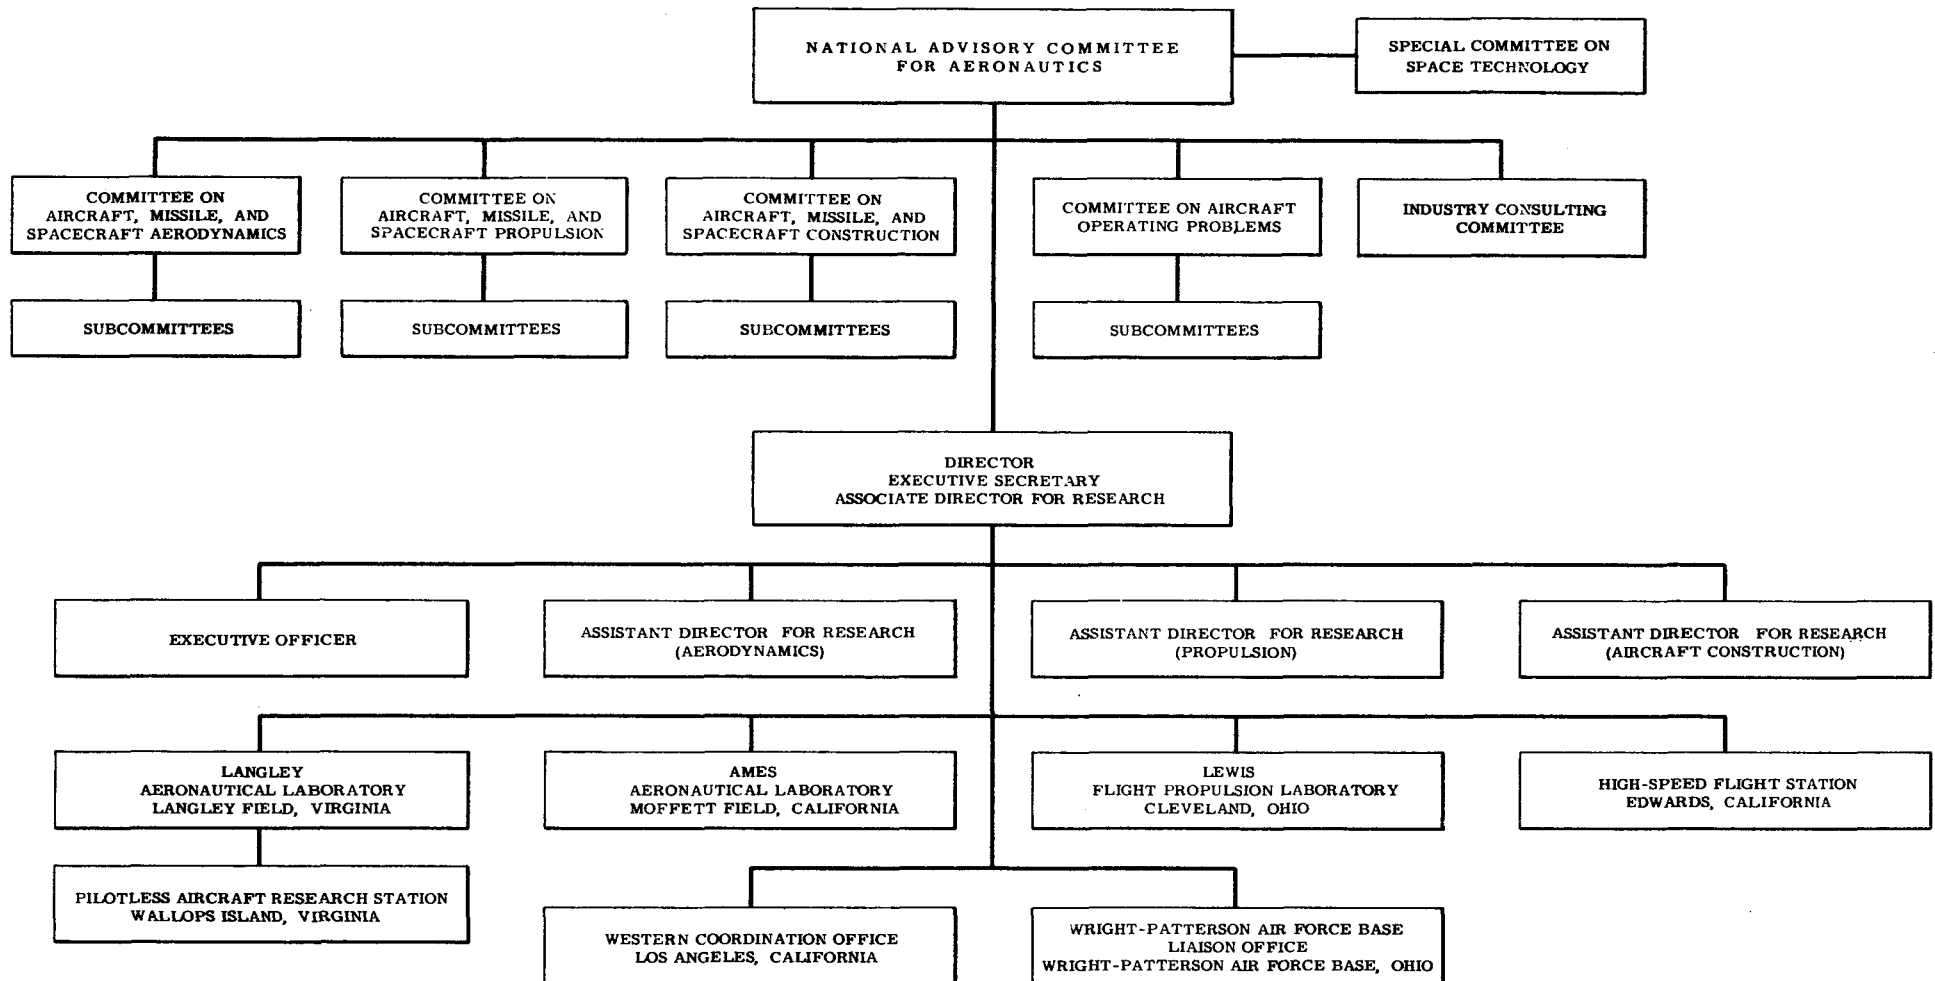 NATIONAL ADVISORY COMMITTEE
FOR AERONAUTICS
SPECIAL COMMITTEE ON
SPACE TECHNOLOGY
COMMITTEE ON
AIRCRAFT, MISSILE, AND
SPACECRAFT AERODYNAMICS
COMMITTEE ON
AIRCRAFT, MISSILE, AND
SPACECRAFT PROPULSION
COMMITTEE ON
AIRCRAFT, MISSILE, AND
SPACECRAFT CONSTRUCTION
COMMITTEE ON AIRCRAFT
OPERATING PROBLEMS
INDUSTRY CONSULTING
COMMITTEE
SUBCOMMITTEES
SUBCOMMITTEES
SUBCOMMITTEES
SUBCOMMITTEES
DIRECTOR
EXECUTIVE SECRETARY
ASSOCIATE DIRECTOR FOR RESEARCH
EXECUTIVE OFFICER
ASSISTANT DIRECTOR FOR RESEARCH
(AERODYNAMICS)
ASSISTANT DIRECTOR FOR RESEARCH
(PROPULSION)
ASSISTANT DIRECTOR FOR RESEARCH
(AIRCRAFT CONSTRUCTION)
LANGLEY
AERONAUTICAL LABORATORY
LANGLEY FIELD, VIRGINIA
AMES
AERONAUTICAL LABORATORY
MOFFETT FIELD, CALIFORNIA
LEWIS
FLIGHT PROPULSION LABORATORY
CLEVELAND, OHIO
HIGH-SPEED FLIGHT STATION
EDWARDS, CALIFORNIA
PILOTLESS AIRCRAFT RESEARCH STATION
WALLOPS ISLAND, VIRGINIA
WESTERN COORDINATION OFFICE
LOS ANGELES, CALIFORNIA
WRIGHT-PATTERSON AIR FORCE BASE
LIAISON OFFICE
WRIGHT-PATTERSON AIR FORCE BASE, OHIO